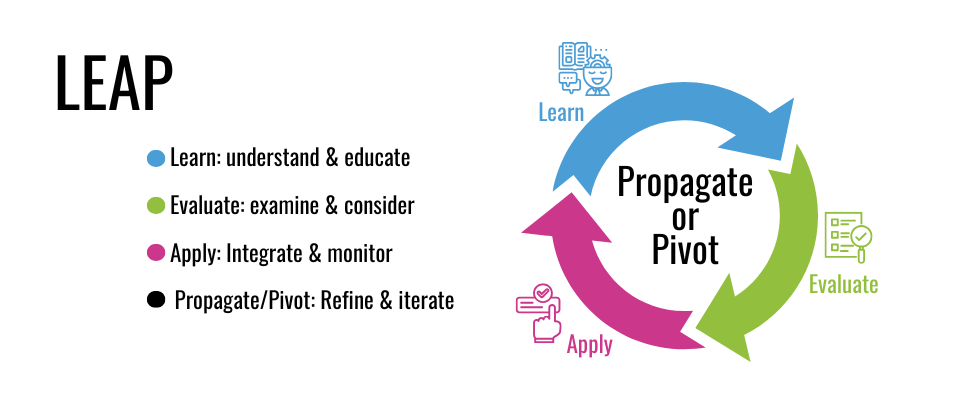 LEAP
Learn: understand & educate
Evaluate: examine & consider
Apply: Integrate & monitor
Propagate/Pivot: Refine & iterate
Learn
Propagate
or
Pivot
Evaluate
Apply